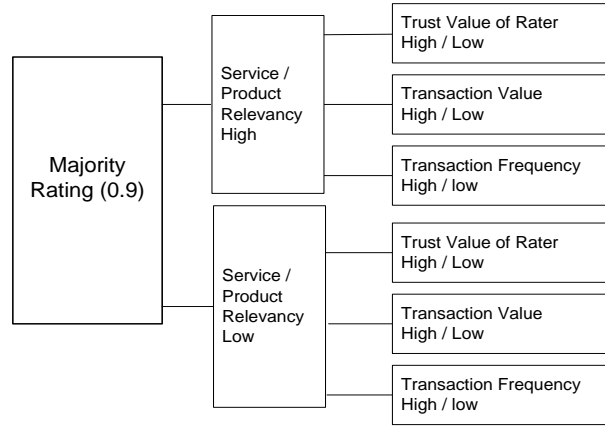 Majority
Rating (0.9)
Service /
Product
Relevancy
High
Trust Value of Rater
High / Low
Transaction Value
High / Low
Transaction Frequency
High / low
Service /
Product
Relevancy
Low
Trust Value of Rater
High / Low
Transaction Value
High / Low
Transaction Frequency
High / low